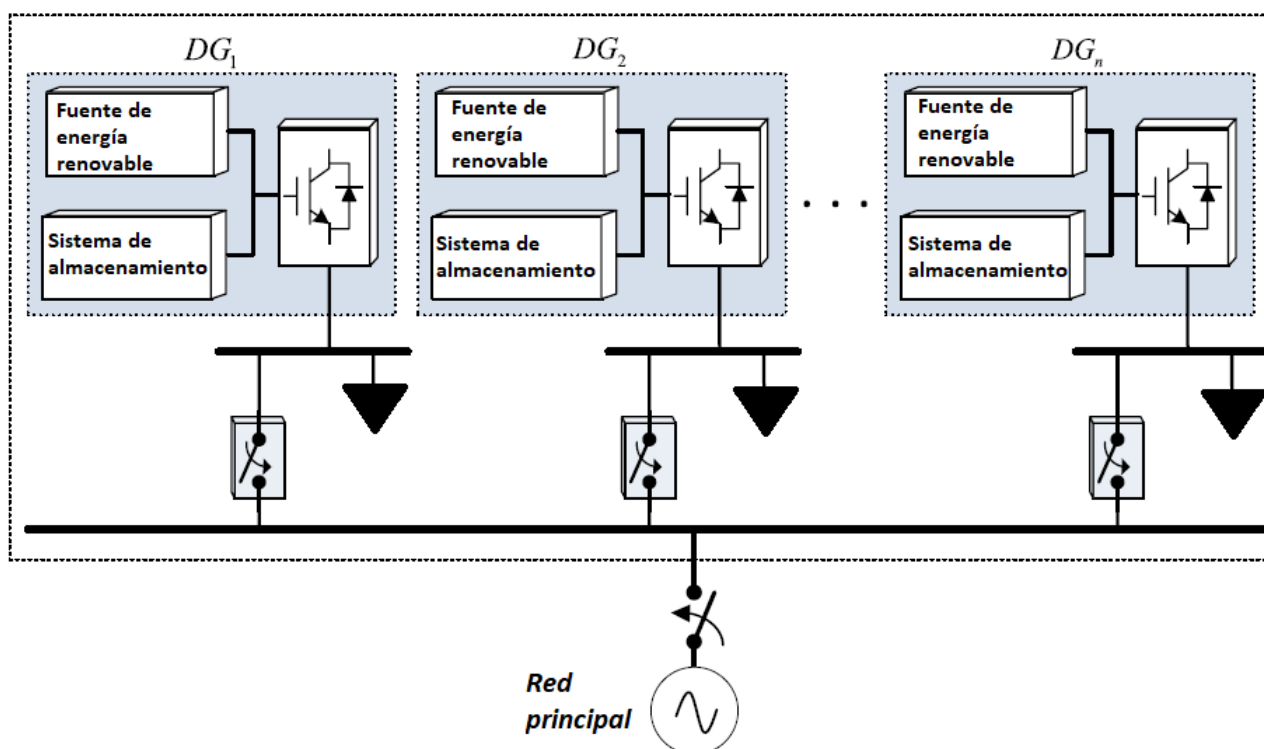 DG₁
DG₂
DGₙ
Fuente de
energía
renovable
Sistema de
almacenamiento
Fuente de
energía
renovable
Sistema de
almacenamiento
Fuente de
energía
renovable
Sistema de
almacenamiento
Red
principal